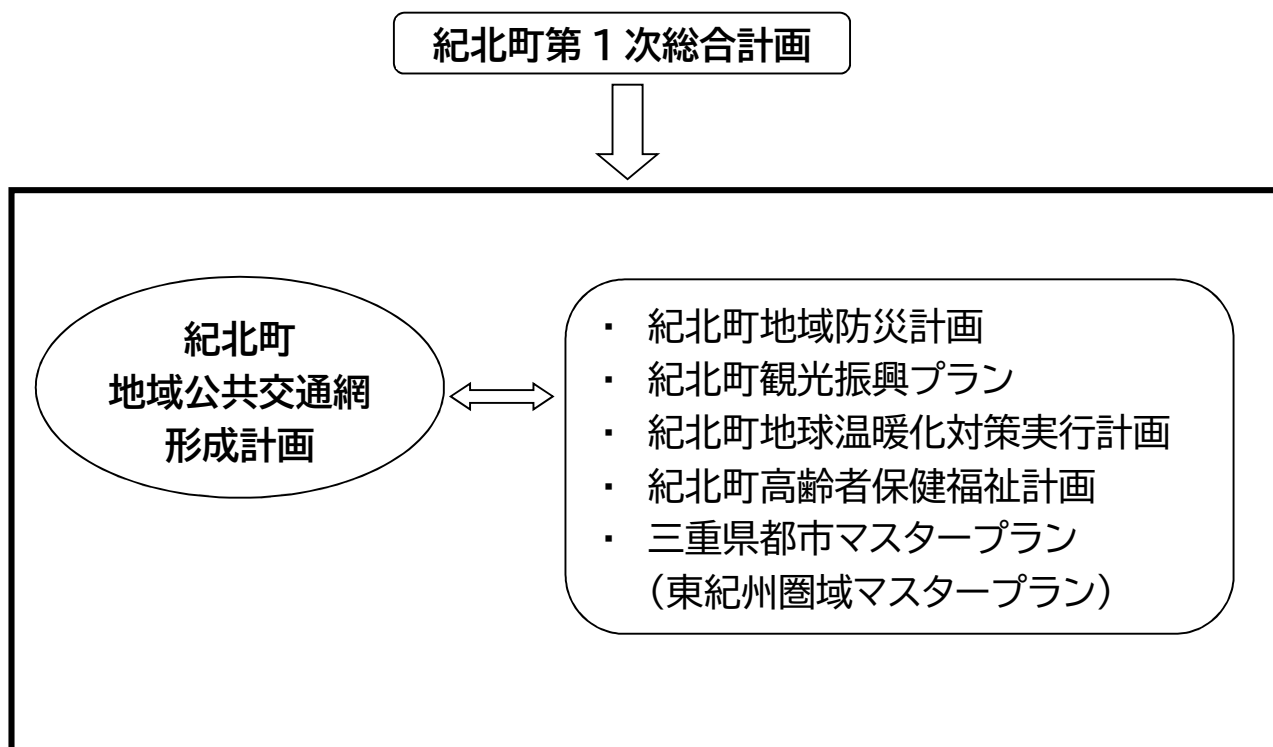 紀北町第1次総合計画
紀北町
地域公共交通網
形成計画
・ 紀北町地域防災計画
・ 紀北町観光振興プラン
・ 紀北町地球温暖化対策実行計画
・ 紀北町高齢者保健福祉計画
・ 三重県都市マスタープラン
（東紀州圏域マスタープラン）